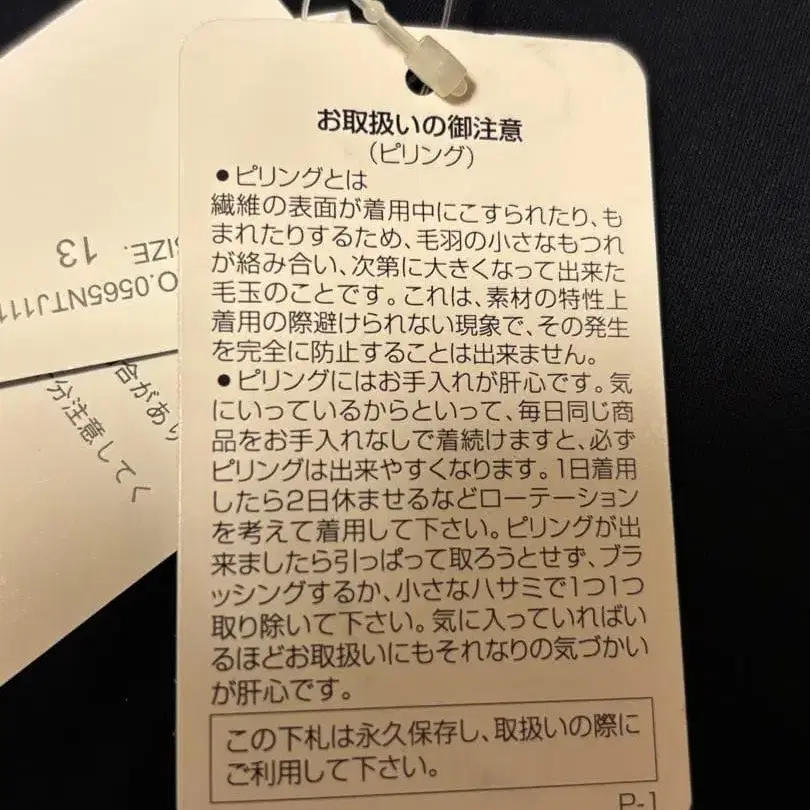 お取扱いの御注意
(ピリング)
●ピリングとは
繊維の表面が着用中にこすられたり、も
まれたりするため、毛羽の小さなもつれ
が絡み合い、次第に大きくなって出来た
毛玉のことです。これは、素材の特性上
着用の際避けられない現象で、その発生
を完全に防止することは出来ません。
●ピリングにはお手入れが肝心です。気
にいっているからといって、毎日同じ商
品をお手入れなしで着続けますと、必ず
ピリングは出来やすくなります。1日着用
したら2日休ませるなどローテーション
を考えて着用して下さい。ピリングが出
来ましたら引っぱって取ろうとせず、ブラ
ッシングするか、小さなハサミで1つ1つ
取り除いて下さい。気に入っていればい
るほどお取扱いにもそれなりの気づかい
が肝心です。
この下札は永久保存し、取扱いの際に
ご利用して下さい。
P-1
SIZE. 13
O.0565NTJ111
合があり
分注意してく